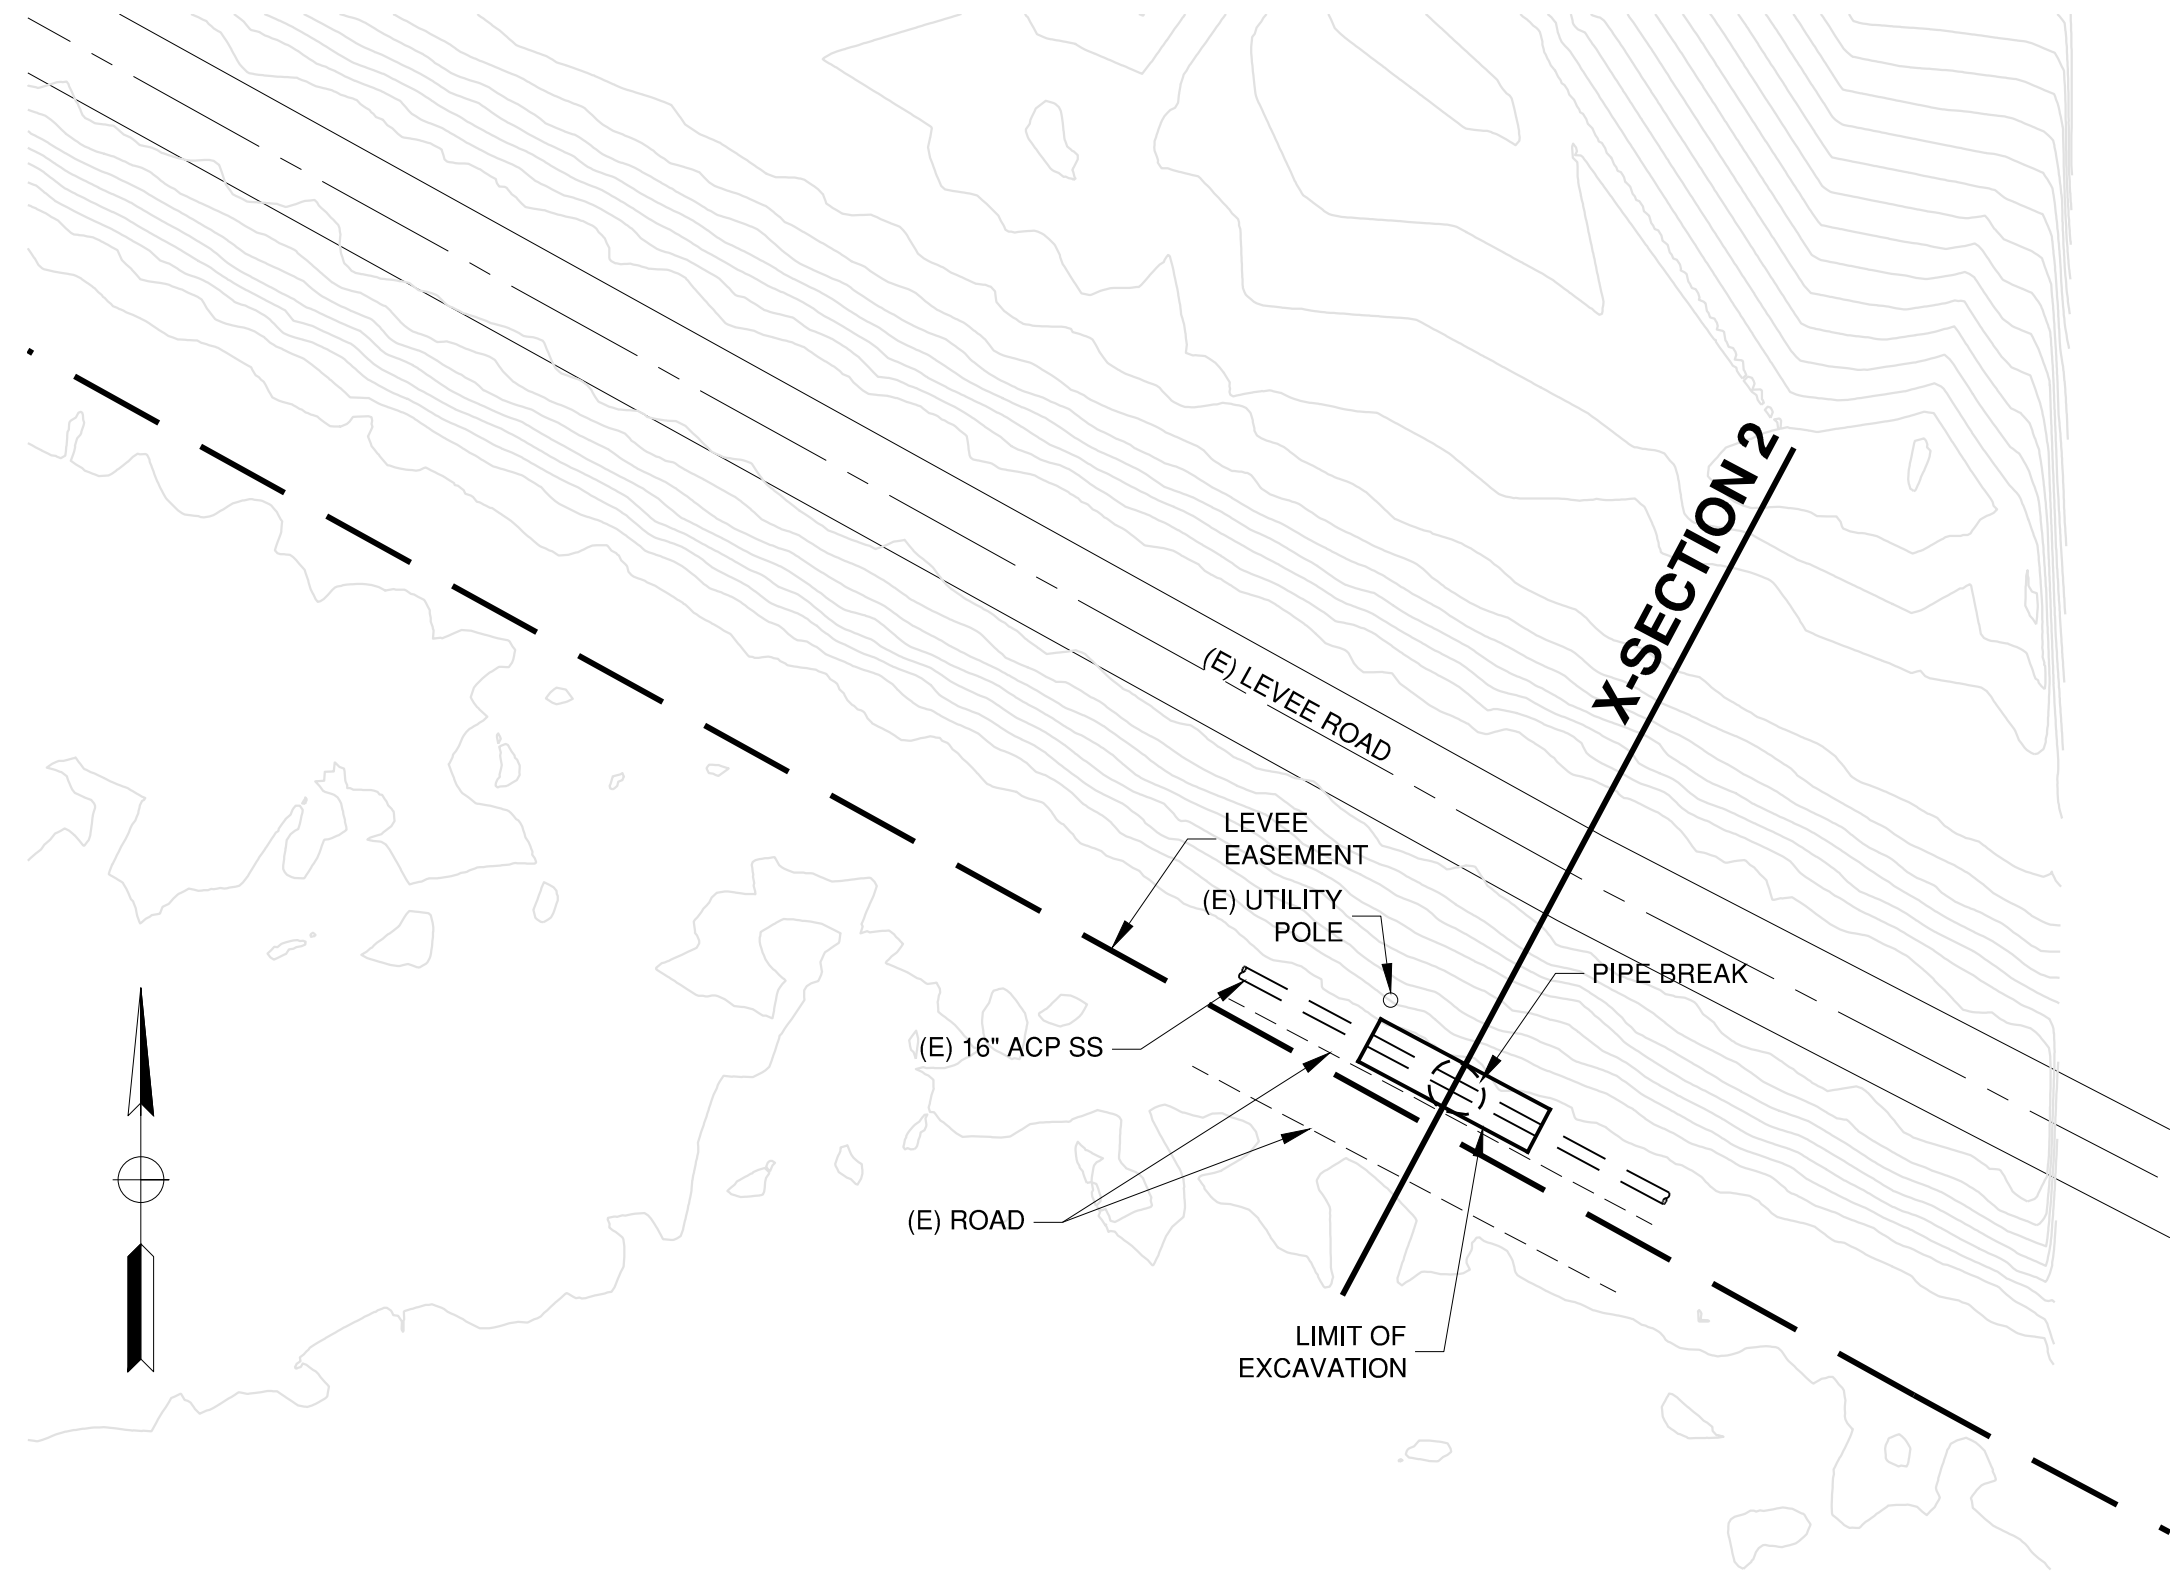 X-SECTION 2
(E) LEVEE ROAD
LEVEE
EASEMENT
(E) UTILITY
POLE
PIPE BREAK
(E) 16" ACP SS
(E) ROAD
LIMIT OF
EXCAVATION